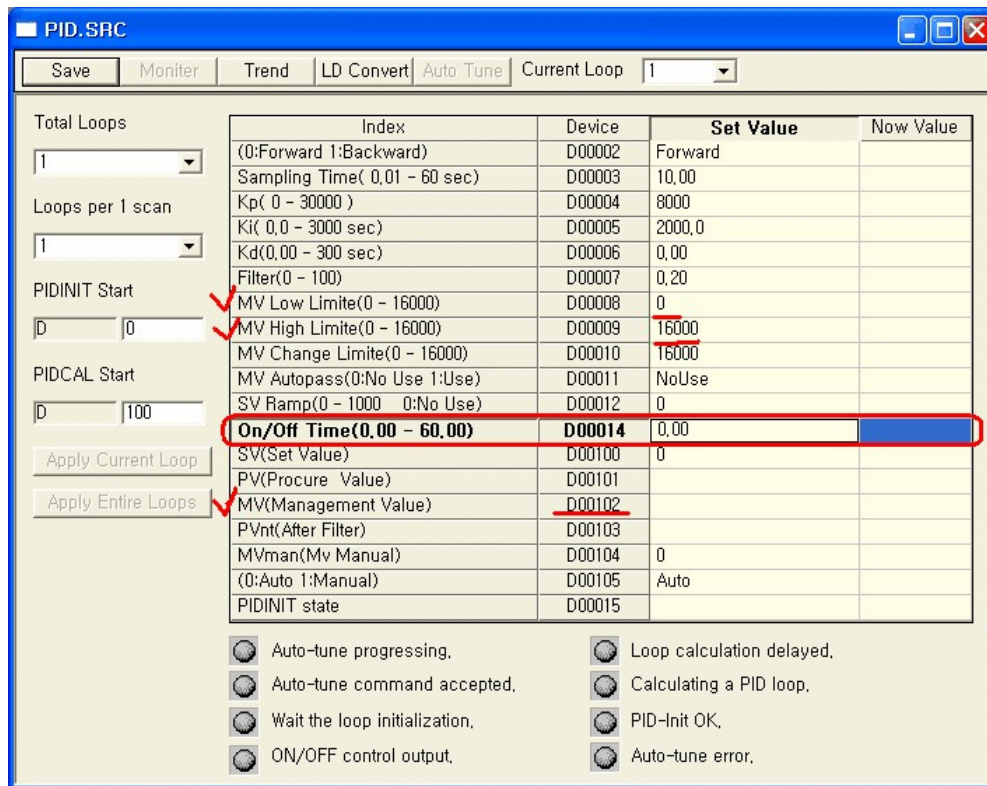 PID.SRC
Save Moniter Trend LD Convert Auto Tune Current Loop 1
Total Loops
1
Loops per 1 scan
1
PIDINIT Start
D 0
PIDCAL Start
D 100
Apply Current Loop
Apply Entire Loops
Index Device Set Value Now Value
(0:Forward 1:Backward) D00002 Forward
Sampling Time( 0,01 - 60 sec) D00003 10,00
Kp( 0 - 30000 ) D00004 8000
Ki( 0,0 - 3000 sec) D00005 2000,0
Kd(0,00 - 300 sec) D00006 0,00
Filter(0 - 100) D00007 0,20
MV Low Limite(0 - 16000) D00008 0
MV High Limite(0 - 16000) D00009 16000
MV Change Limite(0 - 16000) D00010 16000
MV Autopass(0:No Use 1:Use) D00011 NoUse
SV Ramp(0 - 1000 0:No Use) D00012 0
On/Off Time(0,00 - 60,00) D00014 0,00
SV(Set Value) D00100 0
PV(Procure Value) D00101
MV(Management Value) D00102
PVnt(After Filter) D00103
MVman(Mv Manual) D00104 0
(0:Auto 1:Manual) D00105 Auto
PIDINIT state D00015
Auto-tune progressing, Loop calculation delayed,
Auto-tune command accepted, Calculating a PID loop,
Wait the loop initialization, PID-Init OK,
ON/OFF control output, Auto-tune error,